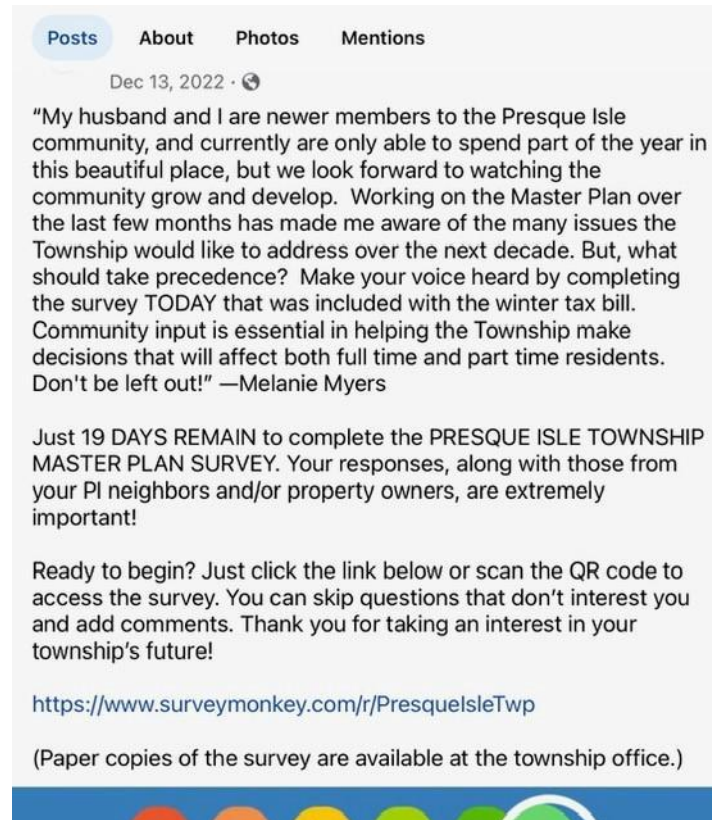 Posts About Photos Mentions
Dec 13, 2022 ·
“My husband and I are newer members to the Presque Isle
community, and currently are only able to spend part of the year in
this beautiful place, but we look forward to watching the
community grow and develop.  Working on the Master Plan over
the last few months has made me aware of the many issues the
Township would like to address over the next decade. But, what
should take precedence?  Make your voice heard by completing
the survey TODAY that was included with the winter tax bill.
Community input is essential in helping the Township make
decisions that will affect both full time and part time residents.
Don't be left out!” —Melanie Myers
Just 19 DAYS REMAIN to complete the PRESQUE ISLE TOWNSHIP
MASTER PLAN SURVEY. Your responses, along with those from
your PI neighbors and/or property owners, are extremely
important!
Ready to begin? Just click the link below or scan the QR code to
access the survey. You can skip questions that don’t interest you
and add comments. Thank you for taking an interest in your
township’s future!
https://www.surveymonkey.com/r/PresqueIsleTwp
(Paper copies of the survey are available at the township office.)